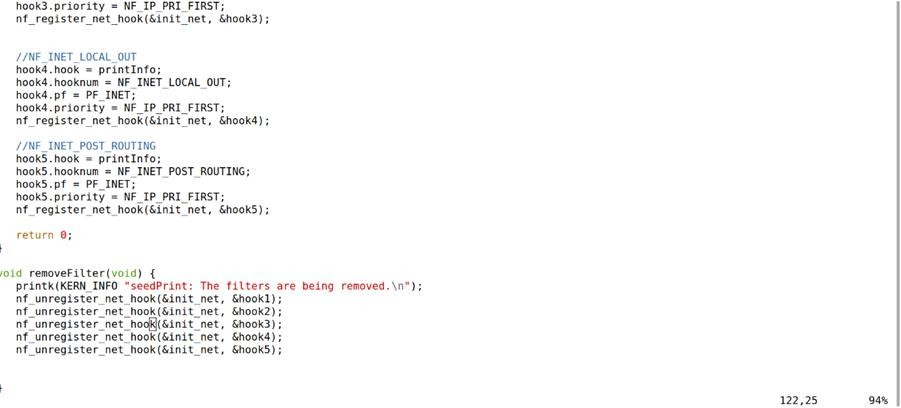 hook3.priority = NF_IP_PRI_FIRST;
nf_register_net_hook(&init_net, &hook3);
//NF_INET_LOCAL_OUT
hook4.hook = printInfo;
hook4.hooknum = NF_INET_LOCAL_OUT;
hook4.pf = PF_INET;
hook4.priority = NF_IP_PRI_FIRST;
nf_register_net_hook(&init_net, &hook4);
//NF_INET_POST_ROUTING
hook5.hook = printInfo;
hook5.hooknum = NF_INET_POST_ROUTING;
hook5.pf = PF_INET;
hook5.priority = NF_IP_PRI_FIRST;
nf_register_net_hook(&init_net, &hook5);
return 0;
}
void removeFilter(void) {
printk(KERN_INFO "seedPrint: The filters are being removed.\n");
nf_unregister_net_hook(&init_net, &hook1);
nf_unregister_net_hook(&init_net, &hook2);
nf_unregister_net_hook(&init_net, &hook3);
nf_unregister_net_hook(&init_net, &hook4);
nf_unregister_net_hook(&init_net, &hook5);
}
122,25 94%